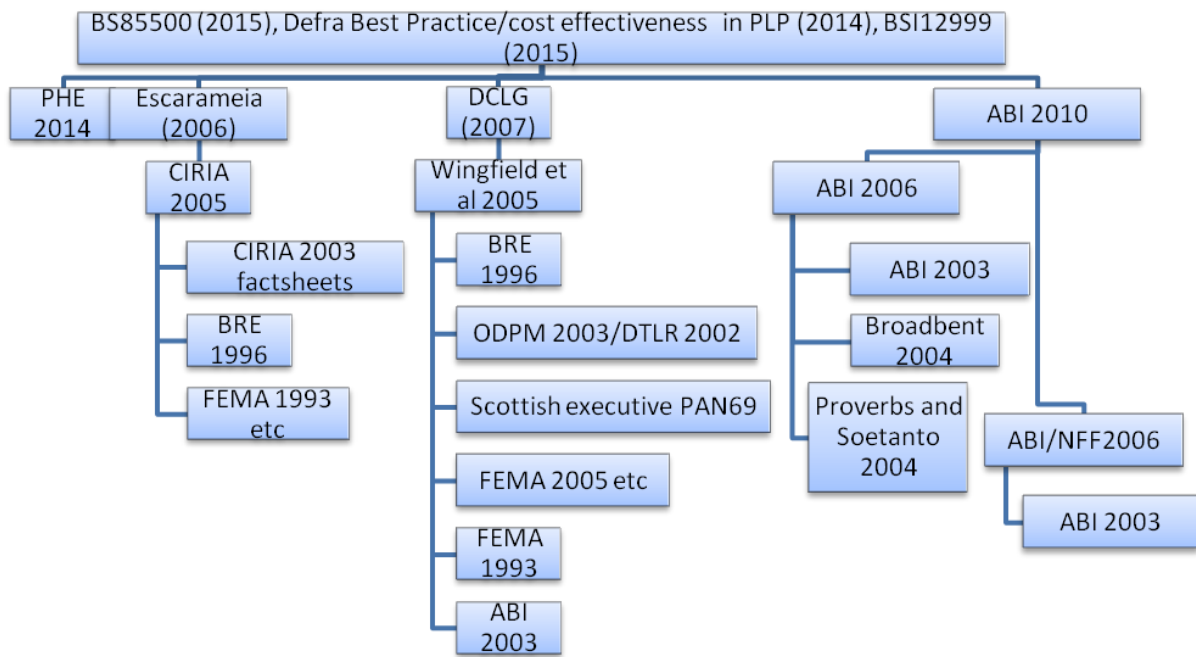 BS85500 (2015), Defra Best Practice/cost effectiveness in PLP (2014), BSI12999
(2015)
PHE
2014
Escarameia
(2006)
DCLG
(2007)
ABI 2010
CIRIA
2005
Wingfield et
al 2005
ABI 2006
CIRIA 2003
factsheets
BRE
1996
FEMA 1993
etc
BRE
1996
ODPM 2003/DTLR 2002
Scottish executive PAN69
FEMA 2005 etc
FEMA
1993
ABI
2003
ABI 2003
Broadbent
2004
Proverbs and
Soetanto
2004
ABI/NFF2006
ABI 2003